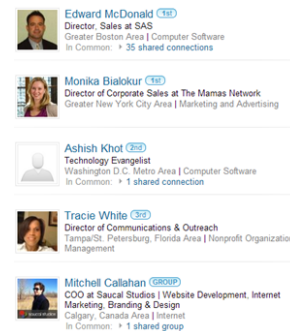 Edward McDonald 1st
Director, Sales at SAS
Greater Boston Area | Computer Software
In Common: 35 shared connections
Monika Bialokur 1st
Director of Corporate Sales at The Mamas Network
Greater New York City Area | Marketing and Advertising
Ashish Khot 2nd
Technology Evangelist
Washington D.C. Metro Area | Computer Software
In Common: 1 shared connection
Tracie White 3rd
Director of Communications & Outreach
Tampa/St. Petersburg, Florida Area | Nonprofit Organizatio
Management
Mitchell Callahan GROUP
COO at Saucal Studios | Website Development, Internet
Marketing, Branding & Design
Calgary, Canada Area | Internet
In Common: 1 shared group